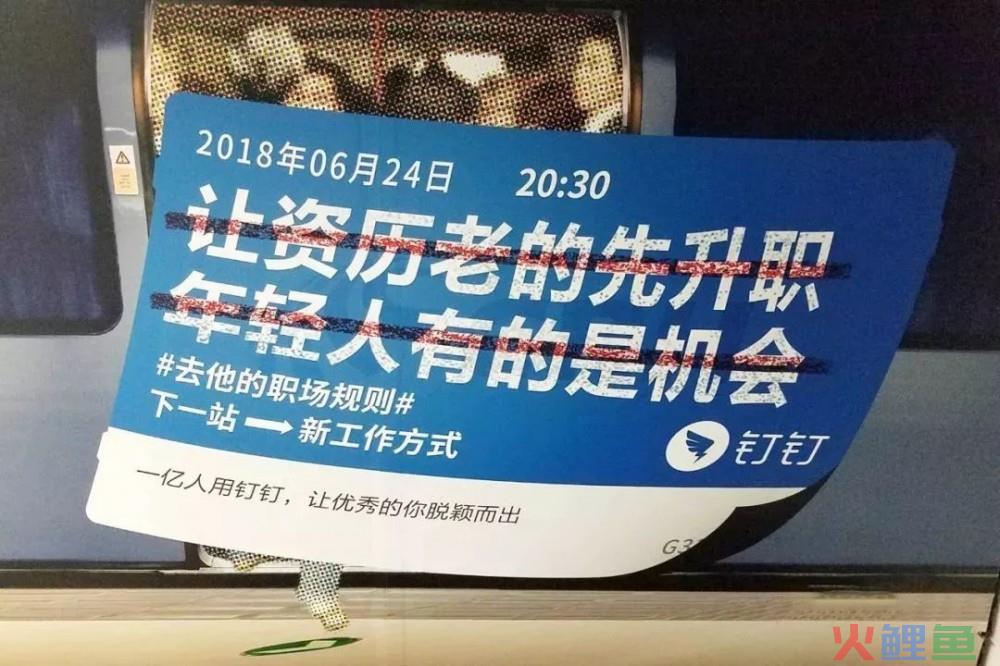 2018年06月24日 20:30
让资历老的先升职
年轻人有的是机会
#去他的职场规则#
下一站→新工作方式
钉钉
一亿人用钉钉，让优秀的你脱颖而出
火鲤鱼